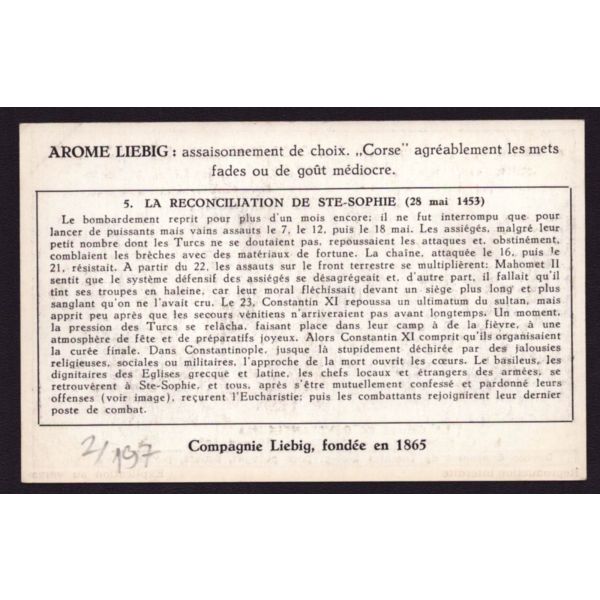 AROME LIEBIG : assaisonnement de choix. „Corse" agréablement les mets
fades ou de goût médiocre.
5. LA RECONCILIATION DE STE-SOPHIE (28 mai 1453)
Le bombardement reprit pour plus d'un mois encore; il ne fut interrompu que pour
lancer de puissants mais vains assauts le 7, le 12, puis le 18 mai. Les assiégés, malgré leur
petit nombre dont les Turcs ne se doutaient pas, repoussaient les attaques et, obstinément,
comblaient les brèches avec des matériaux de fortune. La chaîne, attaquée le 16, puis le
21, résistait. A partir du 22, les assauts sur le front terrestre se multiplièrent: Mahomet II
sentit que le système défensif des assiégés se désagrégeait et, d'autre part, il fallait qu'il
tînt ses troupes en haleine, car leur moral fléchissait devant un siège plus long et plus
sanglant qu'on ne l'avait cru. Le 23, Constantin XI repoussa un ultimatum du sultan, mais
apprit peu après que les secours vénitiens n'arriveraient pas avant longtemps. Un moment,
la pression des Turcs se relâcha, faisant place dans leur camp à de la fièvre, à une
atmosphère de fête et de préparatifs joyeux. Alors Constantin XI comprit qu'ils organisaient
la curée finale. Dans Constantinople, jusque là stupidement déchirée par des jalousies
religieuses, sociales ou militaires, l'approche de la mort ouvrit les cœurs. Le basileus, les
dignitaires des Eglises grecque et latine, les chefs locaux et étrangers des armées, se
retrouvèrent à Ste-Sophie, et tous, après s'être mutuellement confessé et pardonné leurs
offenses (voir image), reçurent l'Eucharistie; puis les combattants rejoignirent leur dernier
poste de combat.
2/197
Compagnie Liebig, fondée en 1865